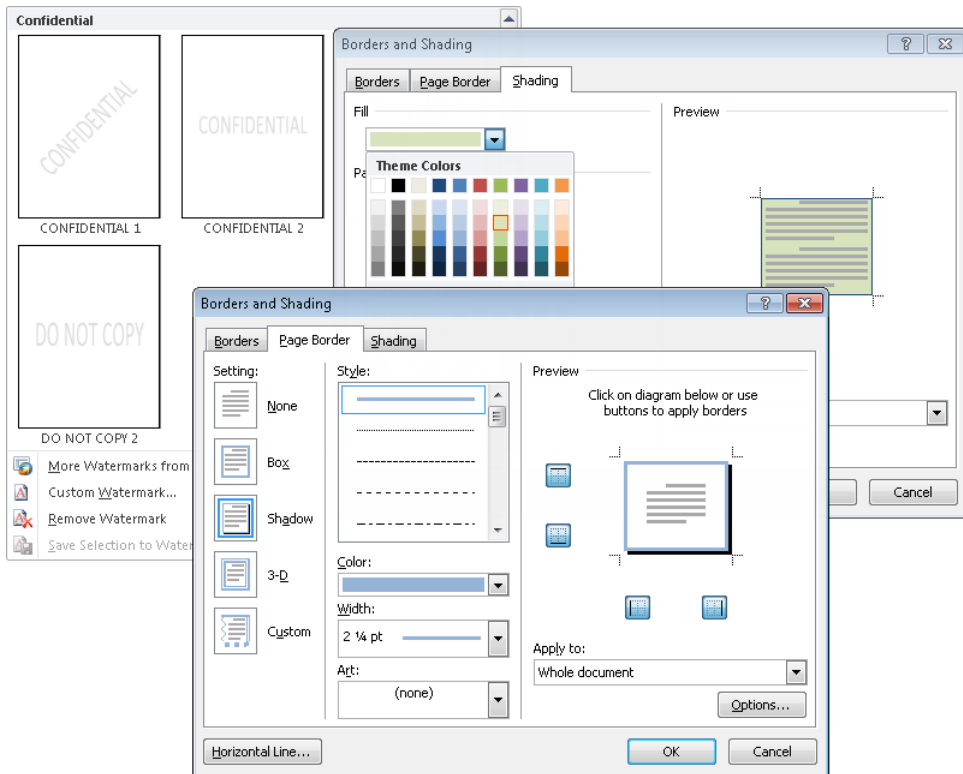 Confidential
CONFIDENTIAL
CONFIDENTIAL
CONFIDENTIAL 1
CONFIDENTIAL 2
DO NOT COPY
DO NOT COPY 2
More Watermarks from
Custom Watermark...
Remove Watermark
Save Selection to Water
Borders and Shading
Borders
Page Border
Shading
Fill
Preview
Theme Colors
Cancel
Borders and Shading
Borders
Page Border
Shading
Setting:
None
Box
Shadow
3-D
Custom
Style:
Color:
Width:
2 ¼ pt
Art:
(none)
Preview
Click on diagram below or use
buttons to apply borders
Apply to:
Whole document
Options...
Horizontal Line...
OK
Cancel